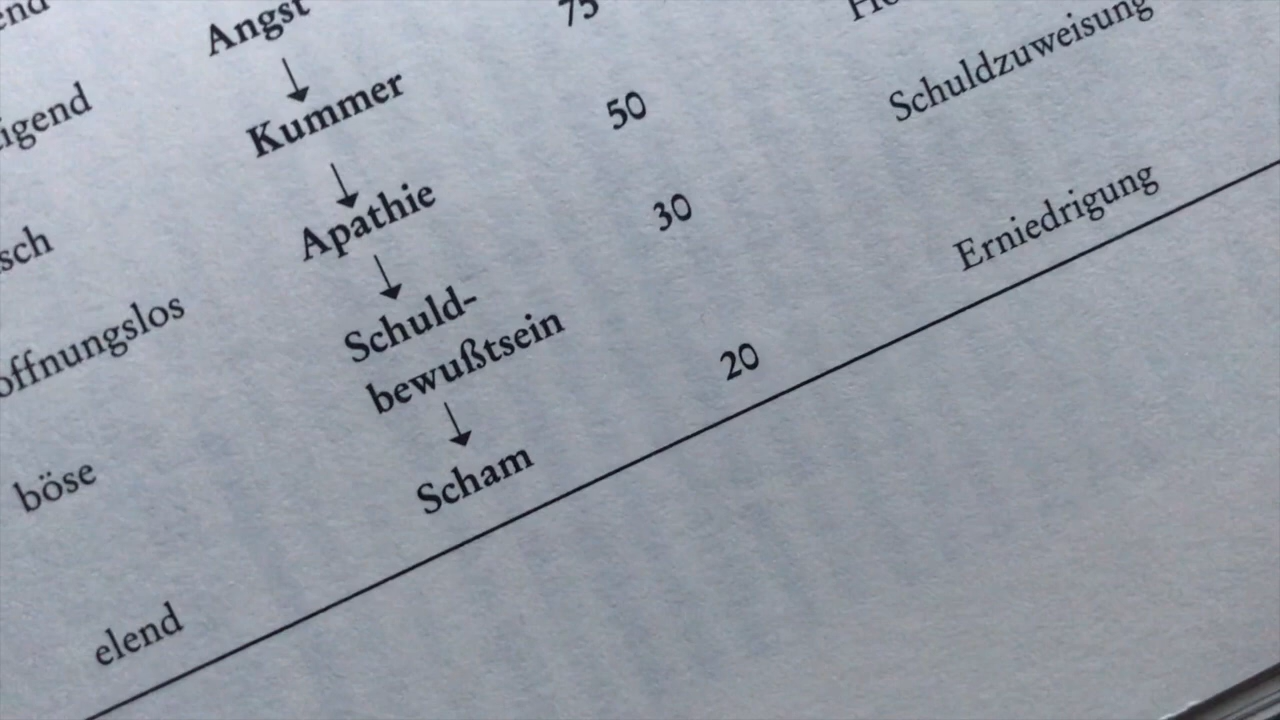 igend Angst
↓
sch Kummer 75
↓
offnungslos Apathie 50
↓
böse Schuld- 30 Schuldzuweisung
bewußtsein
↓
elend Scham 20 Erniedrigung